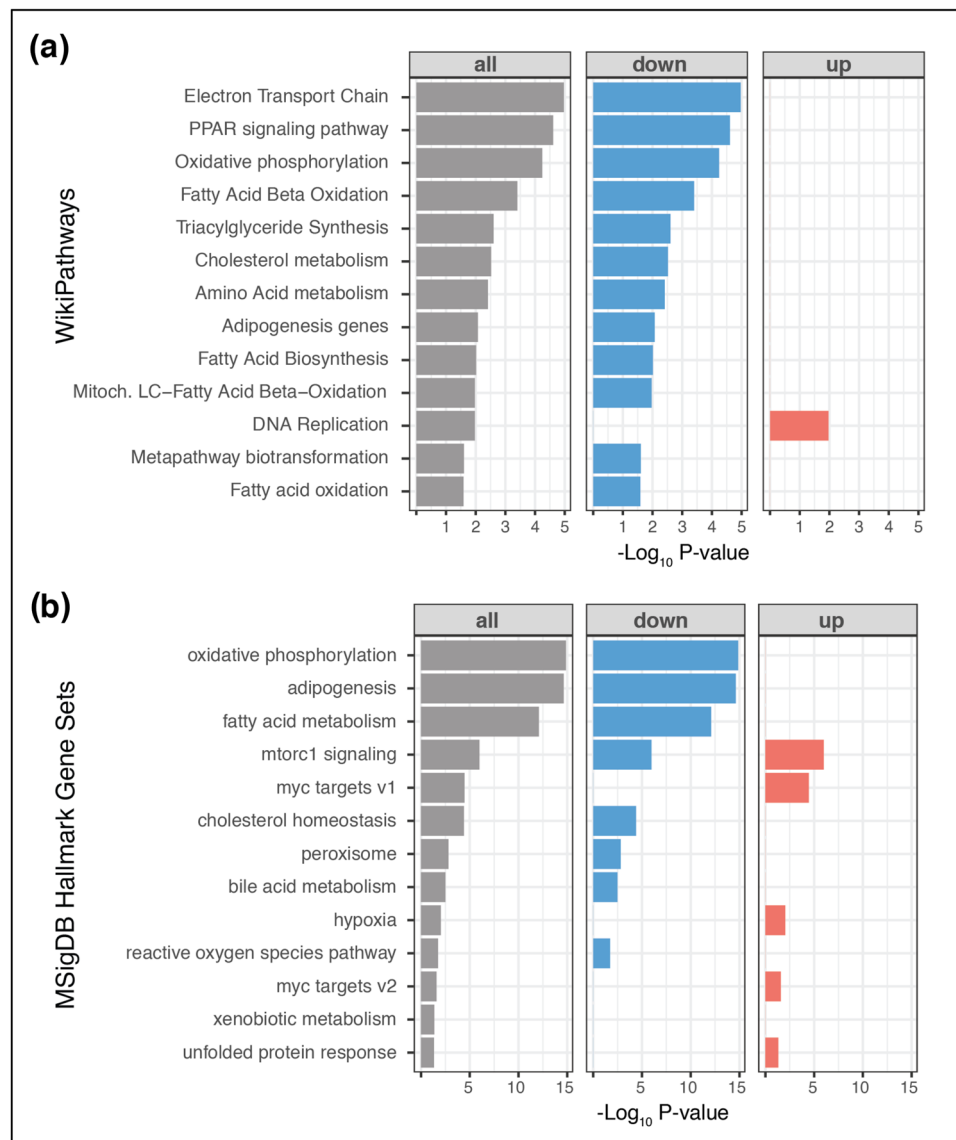 (a)
all down up
WikiPathways
Electron Transport Chain
PPAR signaling pathway
Oxidative phosphorylation
Fatty Acid Beta Oxidation
Triacylglyceride Synthesis
Cholesterol metabolism
Amino Acid metabolism
Adipogenesis genes
Fatty Acid Biosynthesis
Mitoch. LC−Fatty Acid Beta−Oxidation
DNA Replication
Metapathway biotransformation
Fatty acid oxidation
1 2 3 4 5 1 2 3 4 5 1 2 3 4 5
-Log10 P-value
(b)
all down up
MSigDB Hallmark Gene Sets
oxidative phosphorylation
adipogenesis
fatty acid metabolism
mtorc1 signaling
myc targets v1
cholesterol homeostasis
peroxisome
bile acid metabolism
hypoxia
reactive oxygen species pathway
myc targets v2
xenobiotic metabolism
unfolded protein response
5 10 15 5 10 15 5 10 15
-Log10 P-value